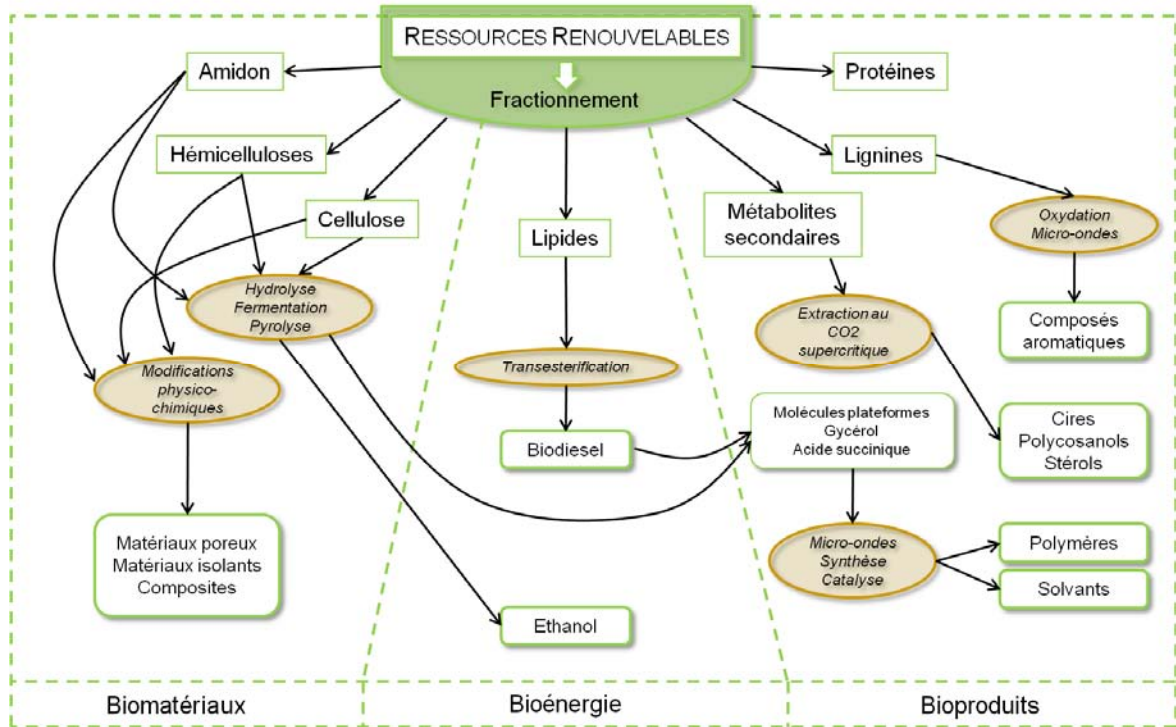 RESSOURCES RENOUVELABLES
Fractionnement
Amidon
Protéines
Hémicelluloses
Lignines
Cellulose
Lipides
Métabolites
secondaires
Oxydation
Micro-ondes
Hydrolyse
Fermentation
Pyrolyse
Extraction au
CO2
supercritique
Composés
aromatiques
Modifications
physico-
chimiques
Transesterification
Molécules plateformes
Gycérol
Acide succinique
Cires
Polycosanols
Stérols
Biodiesel
Matériaux poreux
Matériaux isolants
Composites
Micro-ondes
Synthèse
Catalyse
Polymères
Solvants
Ethanol
Biomatériaux
Bioénergie
Bioproduits